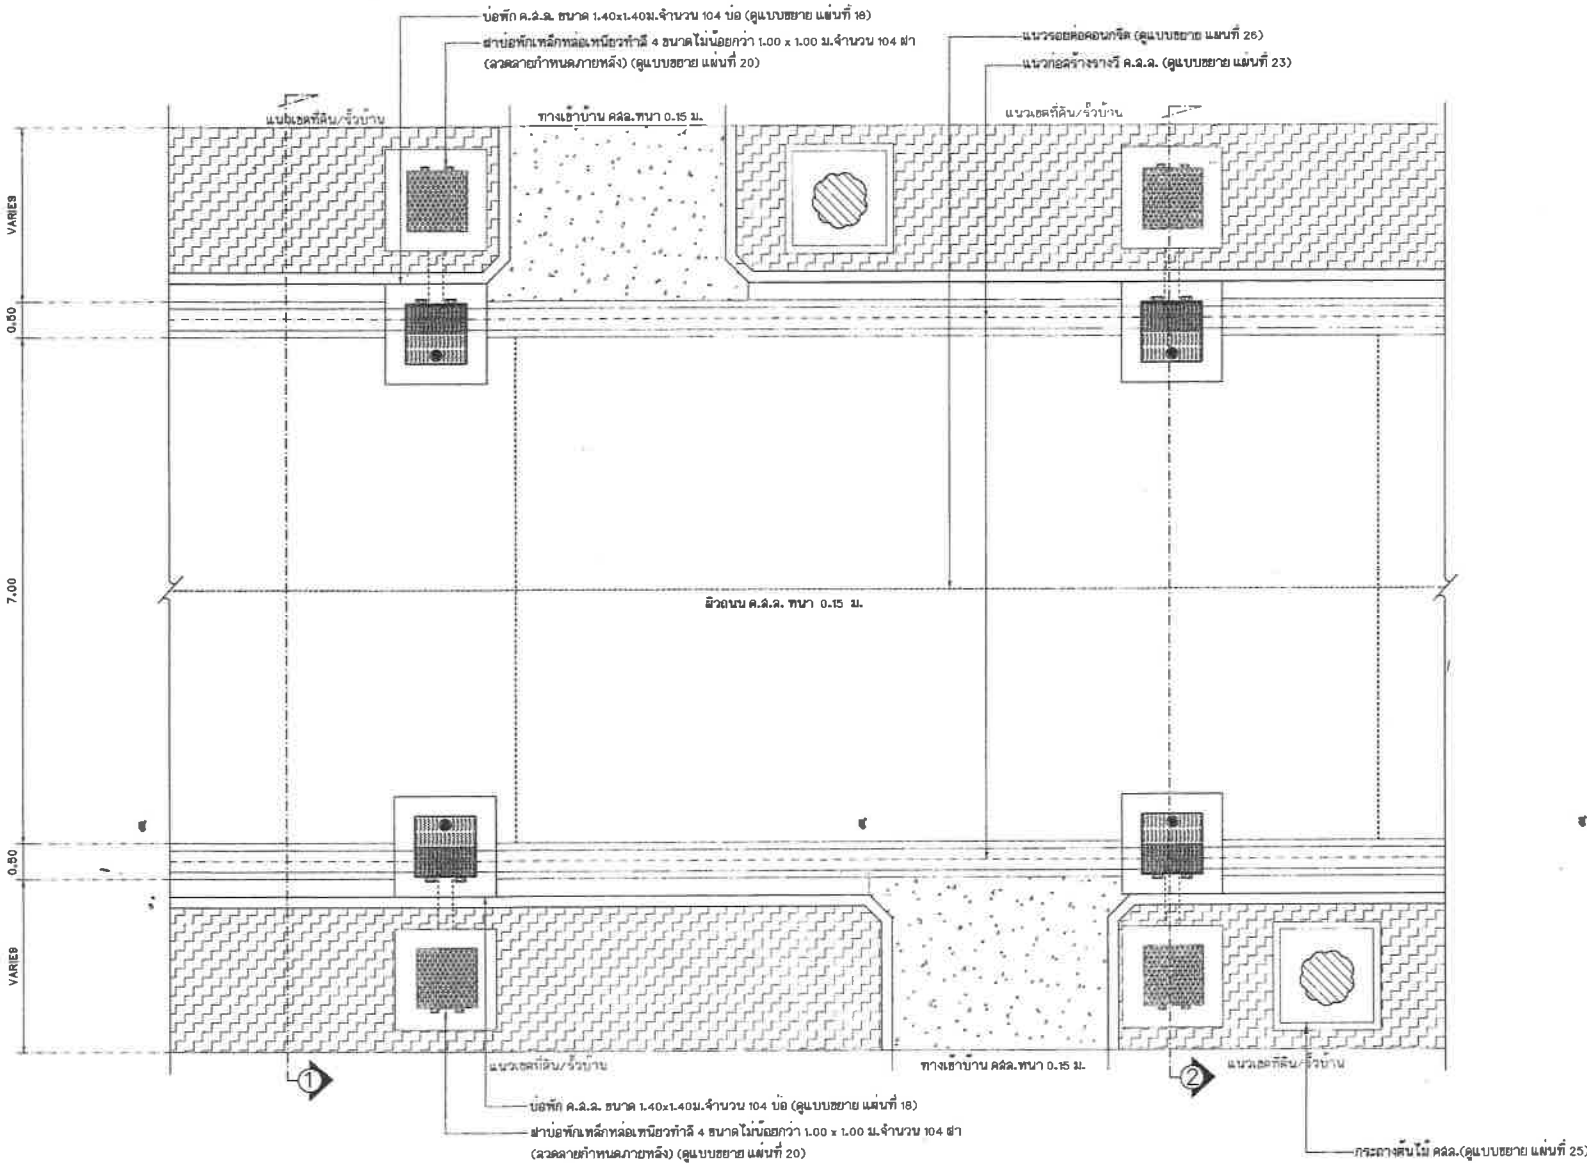 บ่อพัก ค.ส.ล. ขนาด 1.40x1.40ม.จำนวน 104 บ่อ (ดูแบบขยาย แผ่นที่ 18)
ฝาบ่อพักเหล็กหล่อเหนียวทำสี 4 ขนาดไม่น้อยกว่า 1.00 x 1.00 ม.จำนวน 104 ฝา
(ลวดลายกำหนดภายหลัง) (ดูแบบขยาย แผ่นที่ 20)
แนวรอยต่อคอนกรีต (ดูแบบขยาย แผ่นที่ 26)
แนวก่อสร้างรางวี ค.ส.ล. (ดูแบบขยาย แผ่นที่ 23)
แนวเขตที่ดิน/รั้วบ้าน
ทางเข้าบ้าน คสล.หนา 0.15 ม.
แนวเขตที่ดิน/รั้วบ้าน
VARIES
0.50
7.00
ผิวถนน ค.ส.ล. หนา 0.15 ม.
0.50
VARIES
แนวเขตที่ดิน/รั้วบ้าน
ทางเข้าบ้าน คสล.หนา 0.15 ม.
แนวเขตที่ดิน/รั้วบ้าน
1
2
บ่อพัก ค.ส.ล. ขนาด 1.40x1.40ม.จำนวน 104 บ่อ (ดูแบบขยาย แผ่นที่ 18)
ฝาบ่อพักเหล็กหล่อเหนียวทำสี 4 ขนาดไม่น้อยกว่า 1.00 x 1.00 ม.จำนวน 104 ฝา
(ลวดลายกำหนดภายหลัง) (ดูแบบขยาย แผ่นที่ 20)
กระถางต้นไม้ คสล.(ดูแบบขยาย แผ่นที่ 25)